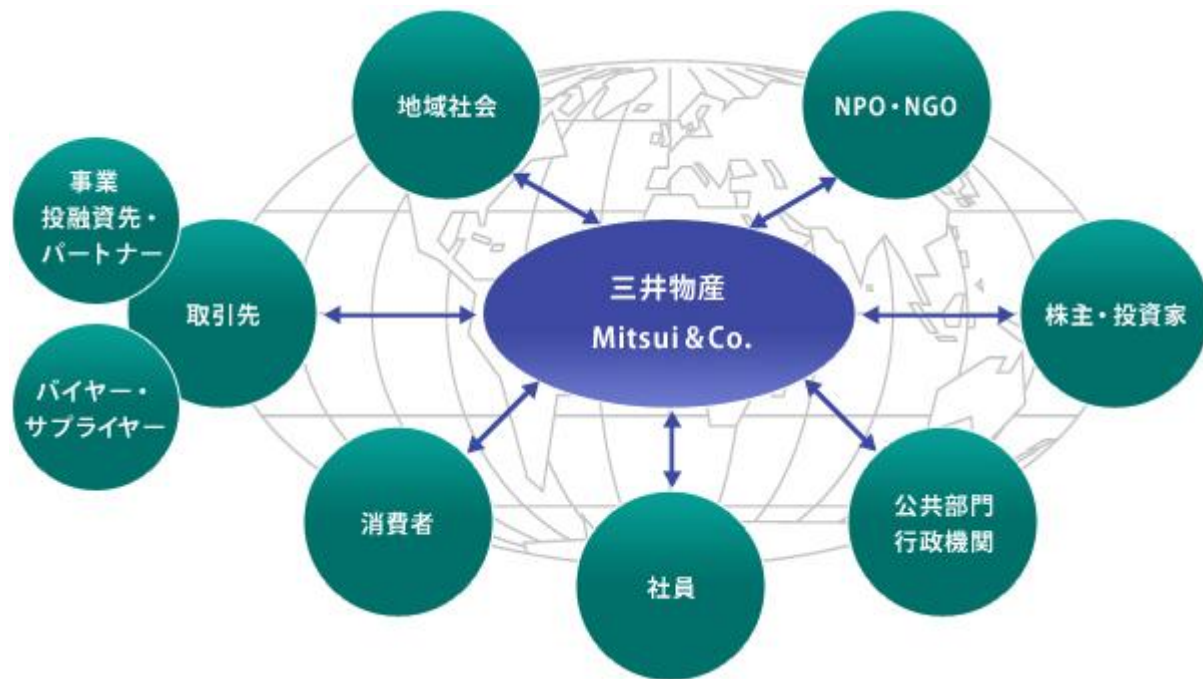 地域社会
NPO・NGO
事業
投融資先・
パートナー
取引先
三井物産
Mitsui & Co.
株主・投資家
バイヤー・
サプライヤー
消費者
社員
公共部門
行政機関